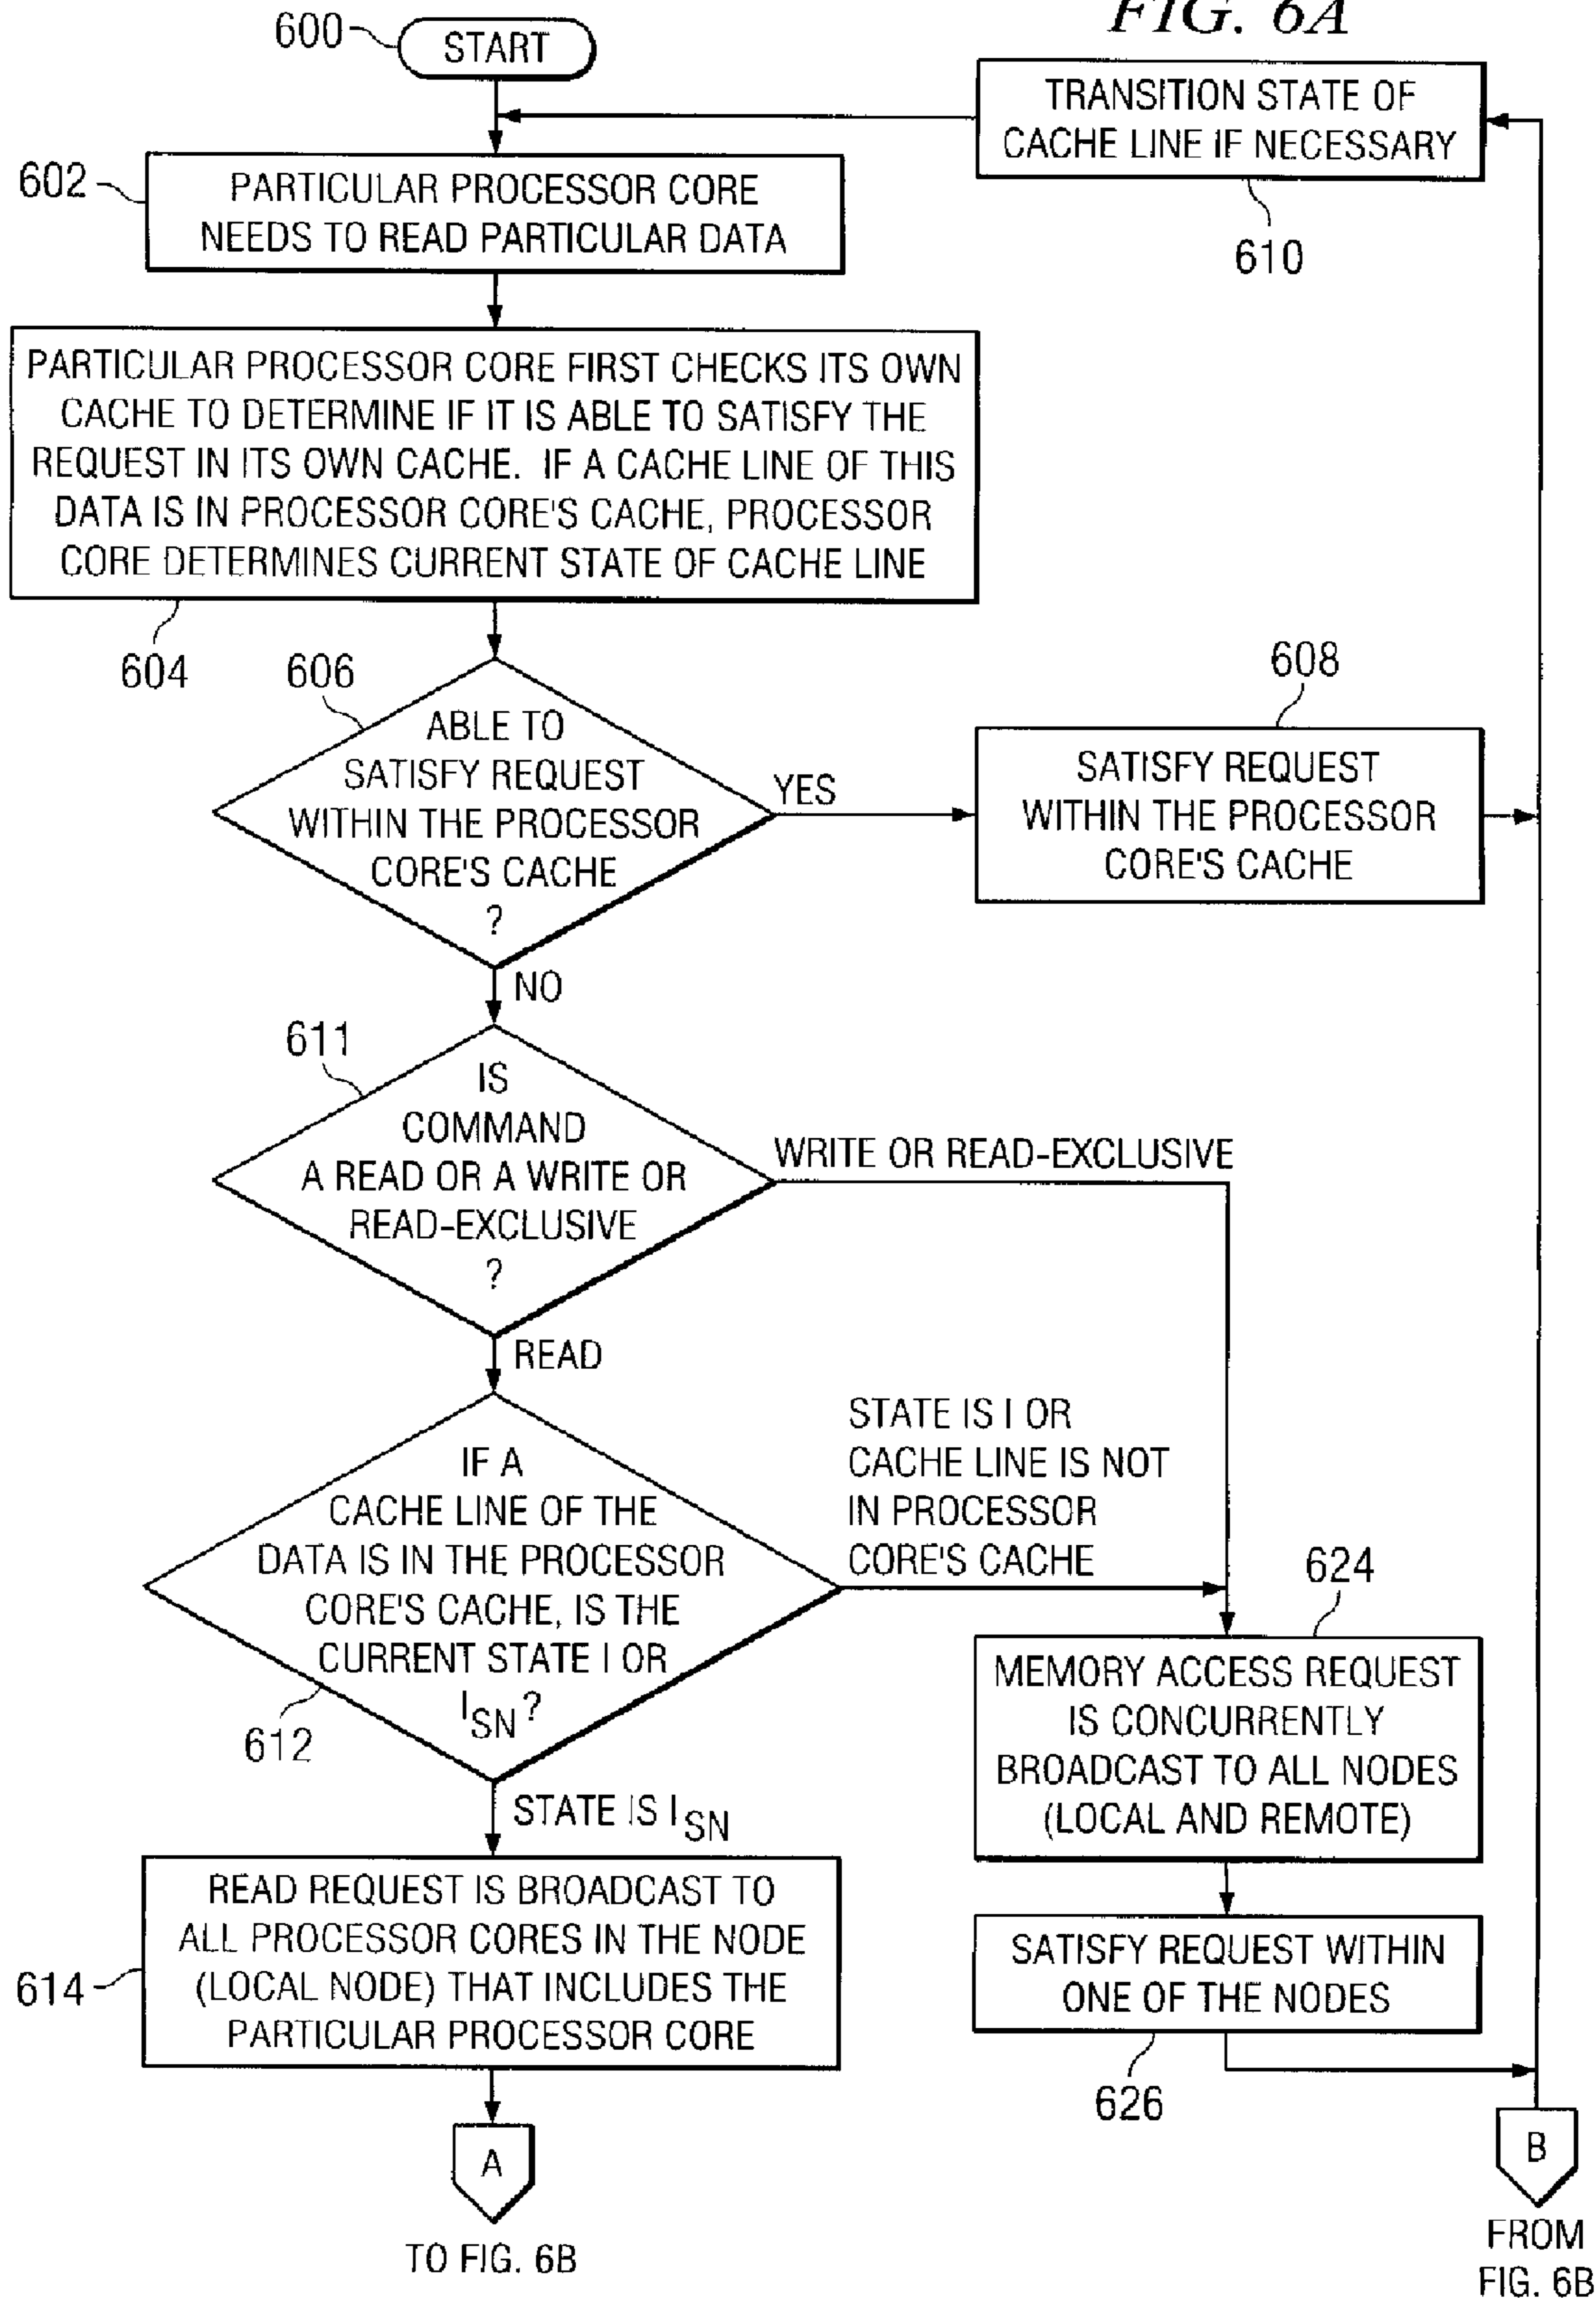 FIG. 6A
600
START
TRANSITION STATE OF
CACHE LINE IF NECESSARY
610
602
PARTICULAR PROCESSOR CORE
NEEDS TO READ PARTICULAR DATA
PARTICULAR PROCESSOR CORE FIRST CHECKS ITS OWN
CACHE TO DETERMINE IF IT IS ABLE TO SATISFY THE
REQUEST IN ITS OWN CACHE. IF A CACHE LINE OF THIS
DATA IS IN PROCESSOR CORE'S CACHE, PROCESSOR
CORE DETERMINES CURRENT STATE OF CACHE LINE
604
606
ABLE TO
SATISFY REQUEST
WITHIN THE PROCESSOR
CORE'S CACHE
?
YES
608
SATISFY REQUEST
WITHIN THE PROCESSOR
CORE'S CACHE
NO
611
IS
COMMAND
A READ OR A WRITE OR
READ-EXCLUSIVE
?
WRITE OR READ-EXCLUSIVE
READ
IF A
CACHE LINE OF THE
DATA IS IN THE PROCESSOR
CORE'S CACHE, IS THE
CURRENT STATE I OR
ISN?
612
STATE IS I OR
CACHE LINE IS NOT
IN PROCESSOR
CORE'S CACHE
624
MEMORY ACCESS REQUEST
IS CONCURRENTLY
BROADCAST TO ALL NODES
(LOCAL AND REMOTE)
STATE IS ISN
READ REQUEST IS BROADCAST TO
ALL PROCESSOR CORES IN THE NODE
(LOCAL NODE) THAT INCLUDES THE
PARTICULAR PROCESSOR CORE
614
SATISFY REQUEST WITHIN
ONE OF THE NODES
626
A
TO FIG. 6B
B
FROM
FIG. 6B